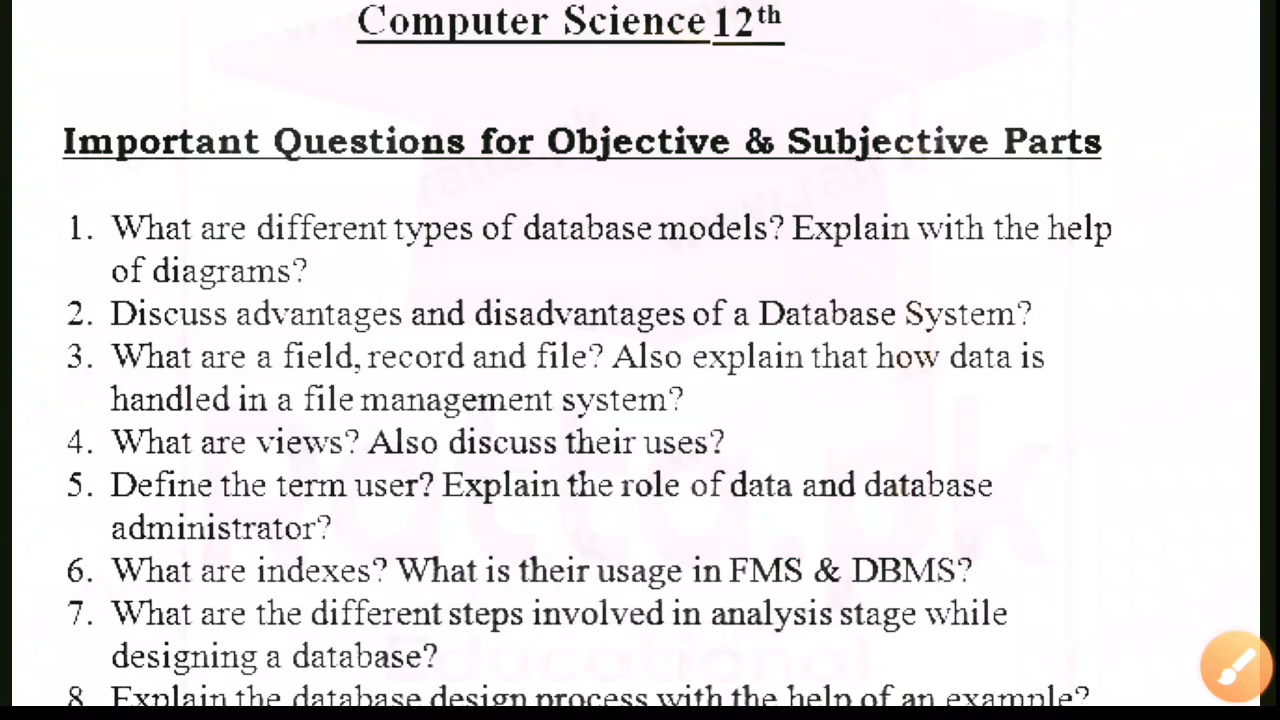 Computer Science 12th
Important Questions for Objective & Subjective Parts
1. What are different types of database models? Explain with the help
of diagrams?
2. Discuss advantages and disadvantages of a Database System?
3. What are a field, record and file? Also explain that how data is
handled in a file management system?
4. What are views? Also discuss their uses?
5. Define the term user? Explain the role of data and database
administrator?
6. What are indexes? What is their usage in FMS & DBMS?
7. What are the different steps involved in analysis stage while
designing a database?
8. Explain the database design process with the help of an example?
Educational